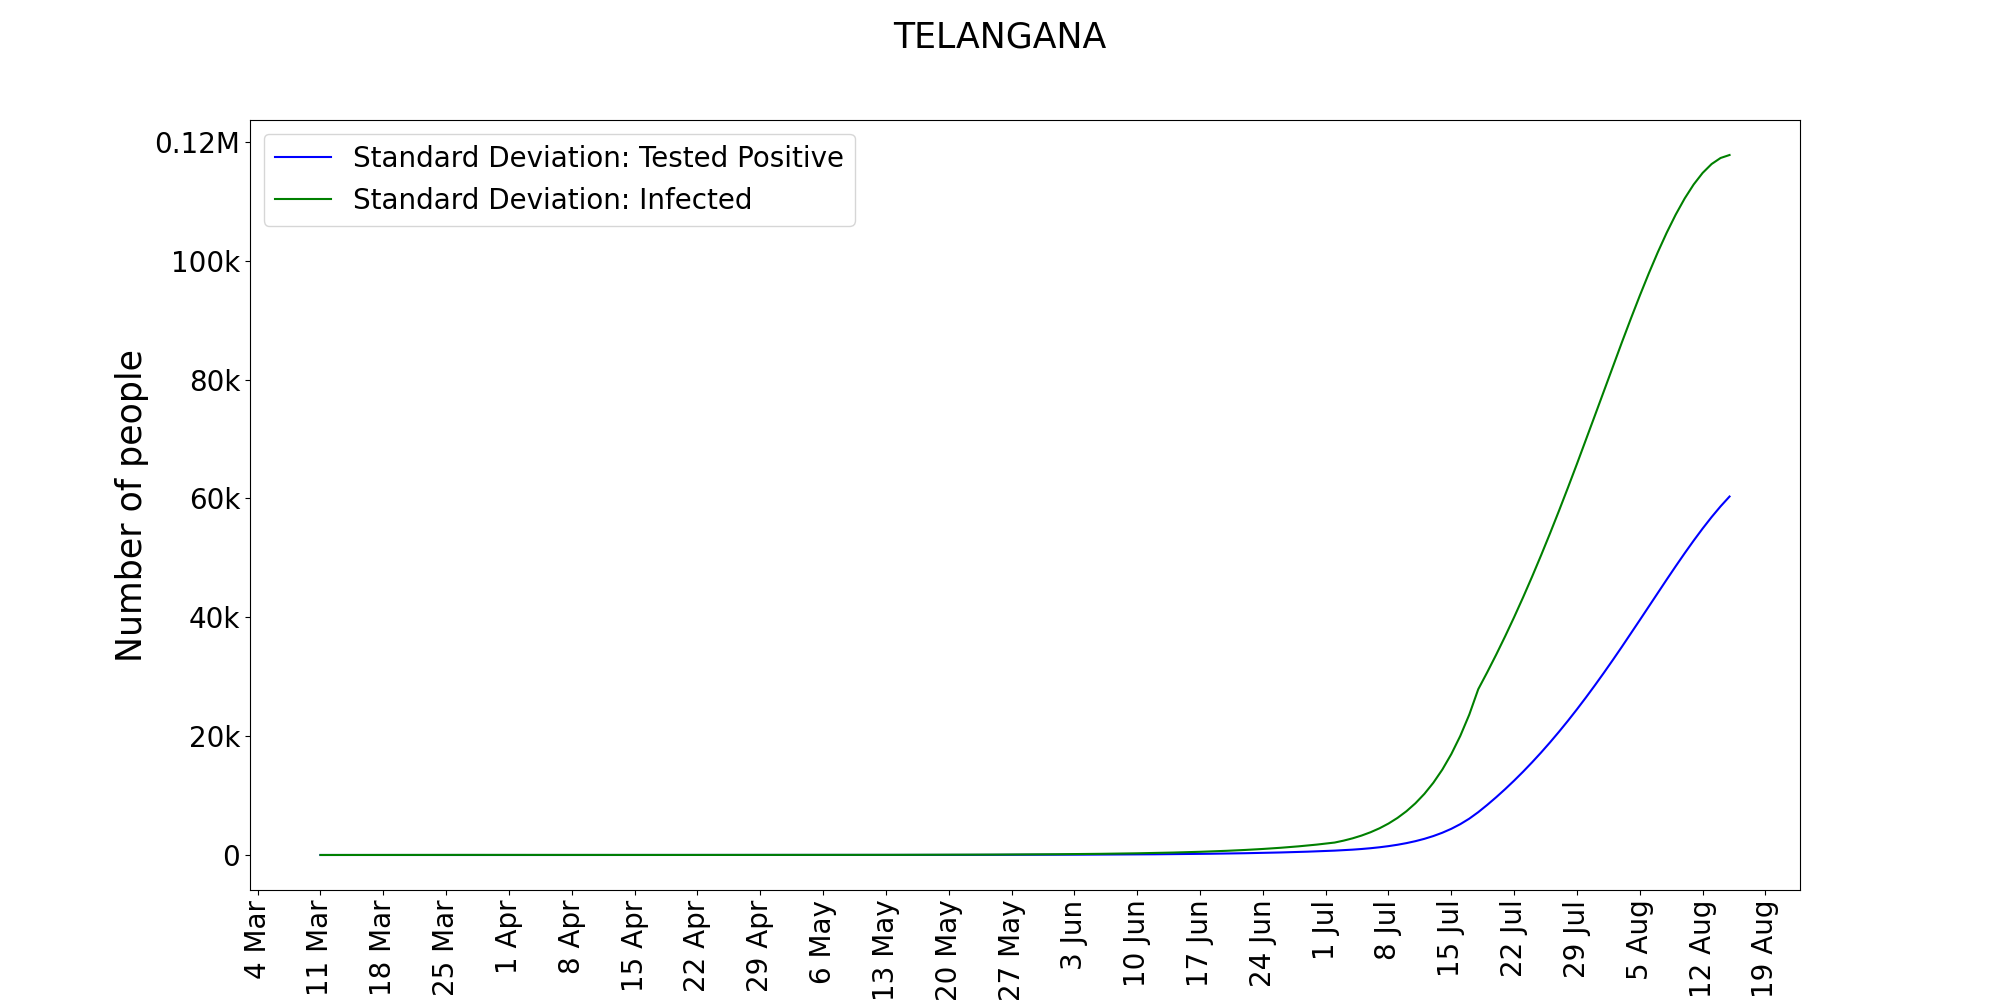 TELANGANA
Standard Deviation: Tested Positive
Standard Deviation: Infected
Number of people
0.12M
100k
80k
60k
40k
20k
0
4 Mar
11 Mar
18 Mar
25 Mar
1 Apr
8 Apr
15 Apr
22 Apr
29 Apr
6 May
13 May
20 May
27 May
3 Jun
10 Jun
17 Jun
24 Jun
1 Jul
8 Jul
15 Jul
22 Jul
29 Jul
5 Aug
12 Aug
19 Aug